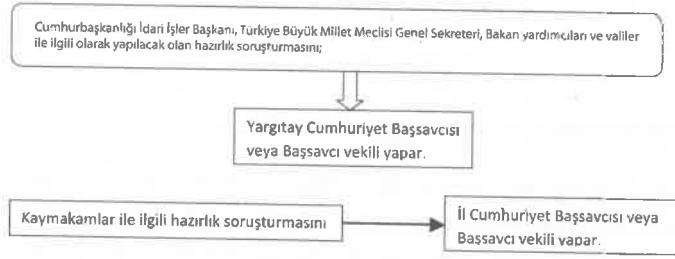 Cumhurbaşkanlığı İdari İşler Başkanı, Türkiye Büyük Millet Meclisi Genel Sekreteri, Bakan yardımcıları ve valiler
ile ilgili olarak yapılacak olan hazırlık soruşturmasını;
Yargıtay Cumhuriyet Başsavcısı
veya Başsavcı vekili yapar.
Kaymakamlar ile ilgili hazırlık soruşturmasını
İl Cumhuriyet Başsavcısı veya
Başsavcı vekili yapar.